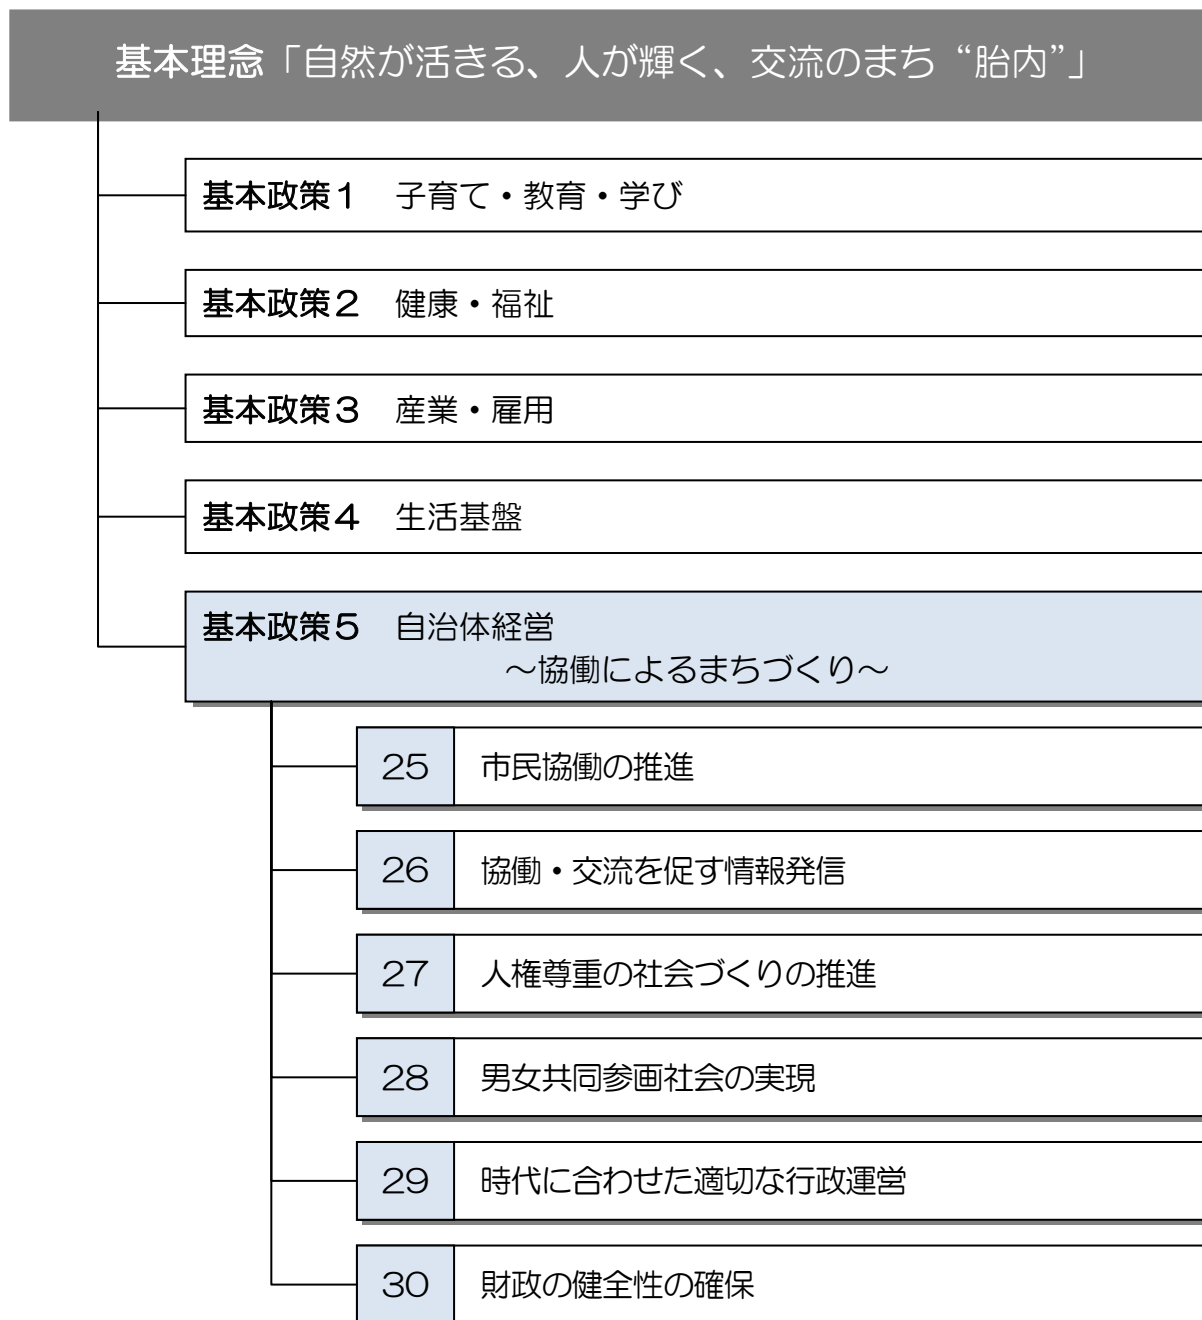 基本理念「自然が活きる、人が輝く、交流のまち“胎内”」
基本政策1 子育て・教育・学び
基本政策2 健康・福祉
基本政策3 産業・雇用
基本政策4 生活基盤
基本政策5 自治体経営
～協働によるまちづくり～
25 市民協働の推進
26 協働・交流を促す情報発信
27 人権尊重の社会づくりの推進
28 男女共同参画社会の実現
29 時代に合わせた適切な行政運営
30 財政の健全性の確保